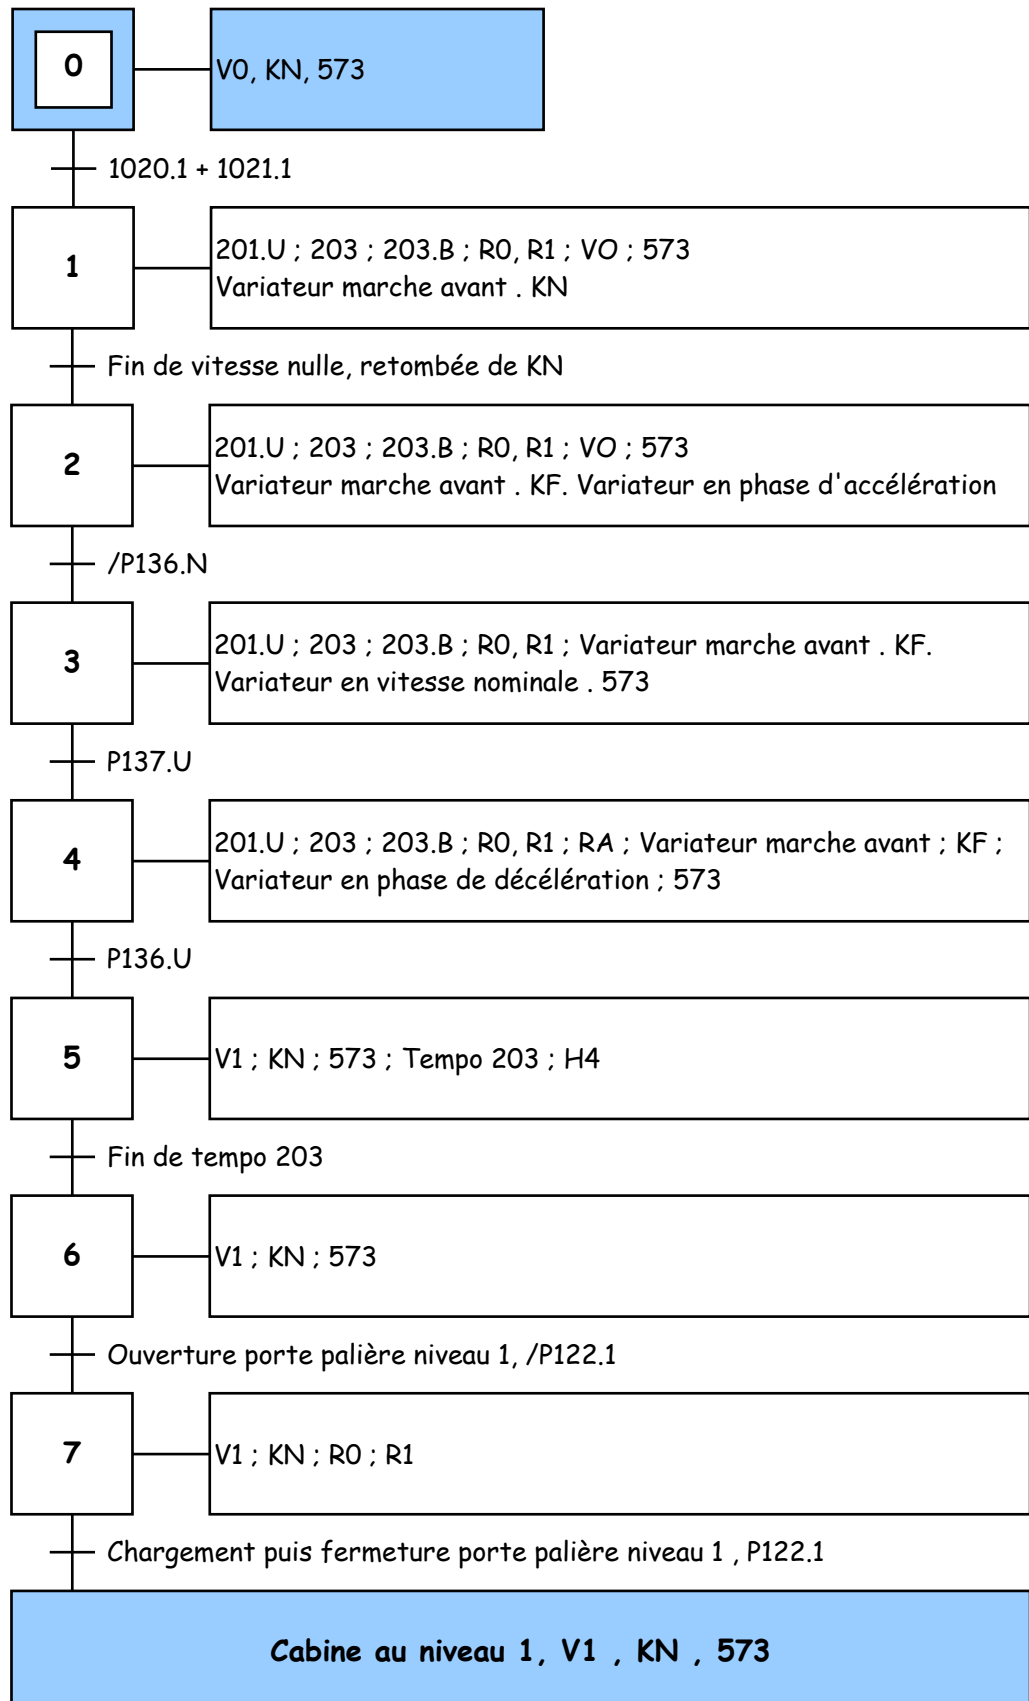 0
V0, KN, 573
1020.1 + 1021.1
1
201.U ; 203 ; 203.B ; R0, R1 ; VO ; 573
Variateur marche avant . KN
Fin de vitesse nulle, retombée de KN
2
201.U ; 203 ; 203.B ; R0, R1 ; VO ; 573
Variateur marche avant . KF. Variateur en phase d'accélération
/P136.N
3
201.U ; 203 ; 203.B ; R0, R1 ; Variateur marche avant . KF.
Variateur en vitesse nominale . 573
P137.U
4
201.U ; 203 ; 203.B ; R0, R1 ; RA ; Variateur marche avant ; KF ;
Variateur en phase de décélération ; 573
P136.U
5
V1 ; KN ; 573 ; Tempo 203 ; H4
Fin de tempo 203
6
V1 ; KN ; 573
Ouverture porte palière niveau 1, /P122.1
7
V1 ; KN ; R0 ; R1
Chargement puis fermeture porte palière niveau 1 , P122.1
Cabine au niveau 1, V1 , KN , 573